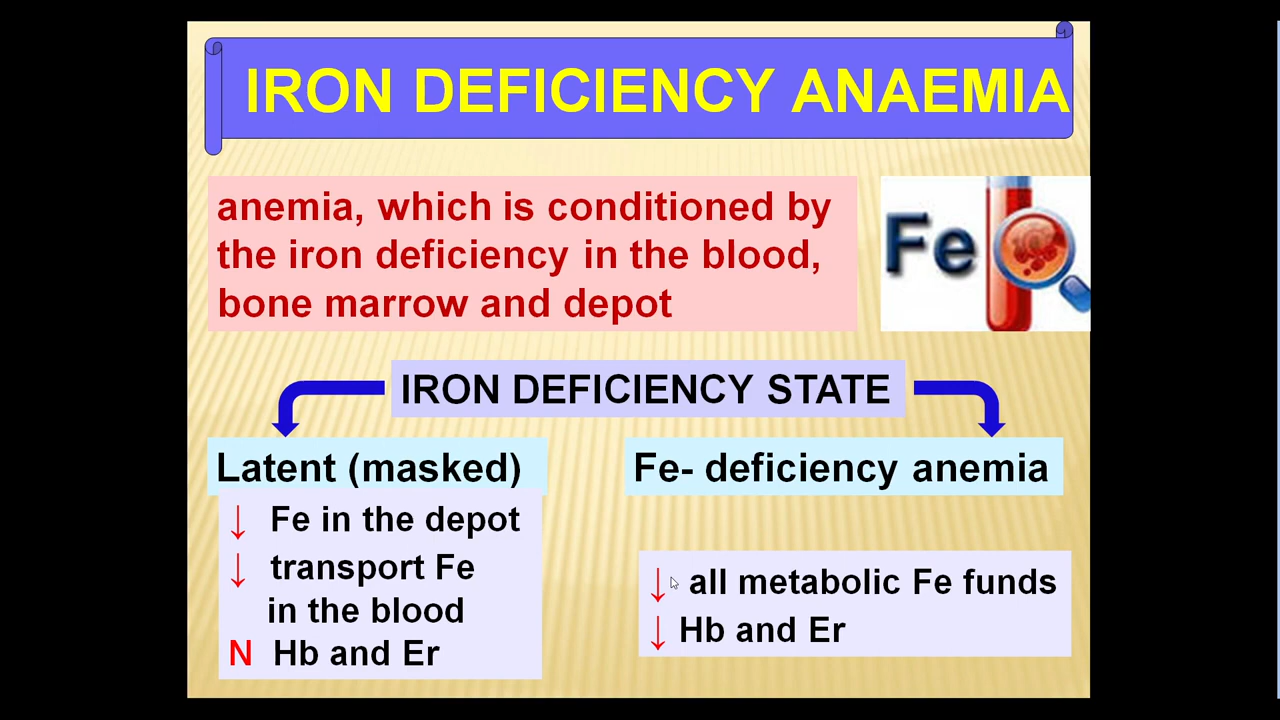 IRON DEFICIENCY ANAEMIA
anemia, which is conditioned by
the iron deficiency in the blood,
bone marrow and depot
Fe
IRON DEFICIENCY STATE
Latent (masked)
↓ Fe in the depot
↓ transport Fe
in the blood
N Hb and Er
Fe- deficiency anemia
↓ all metabolic Fe funds
↓ Hb and Er